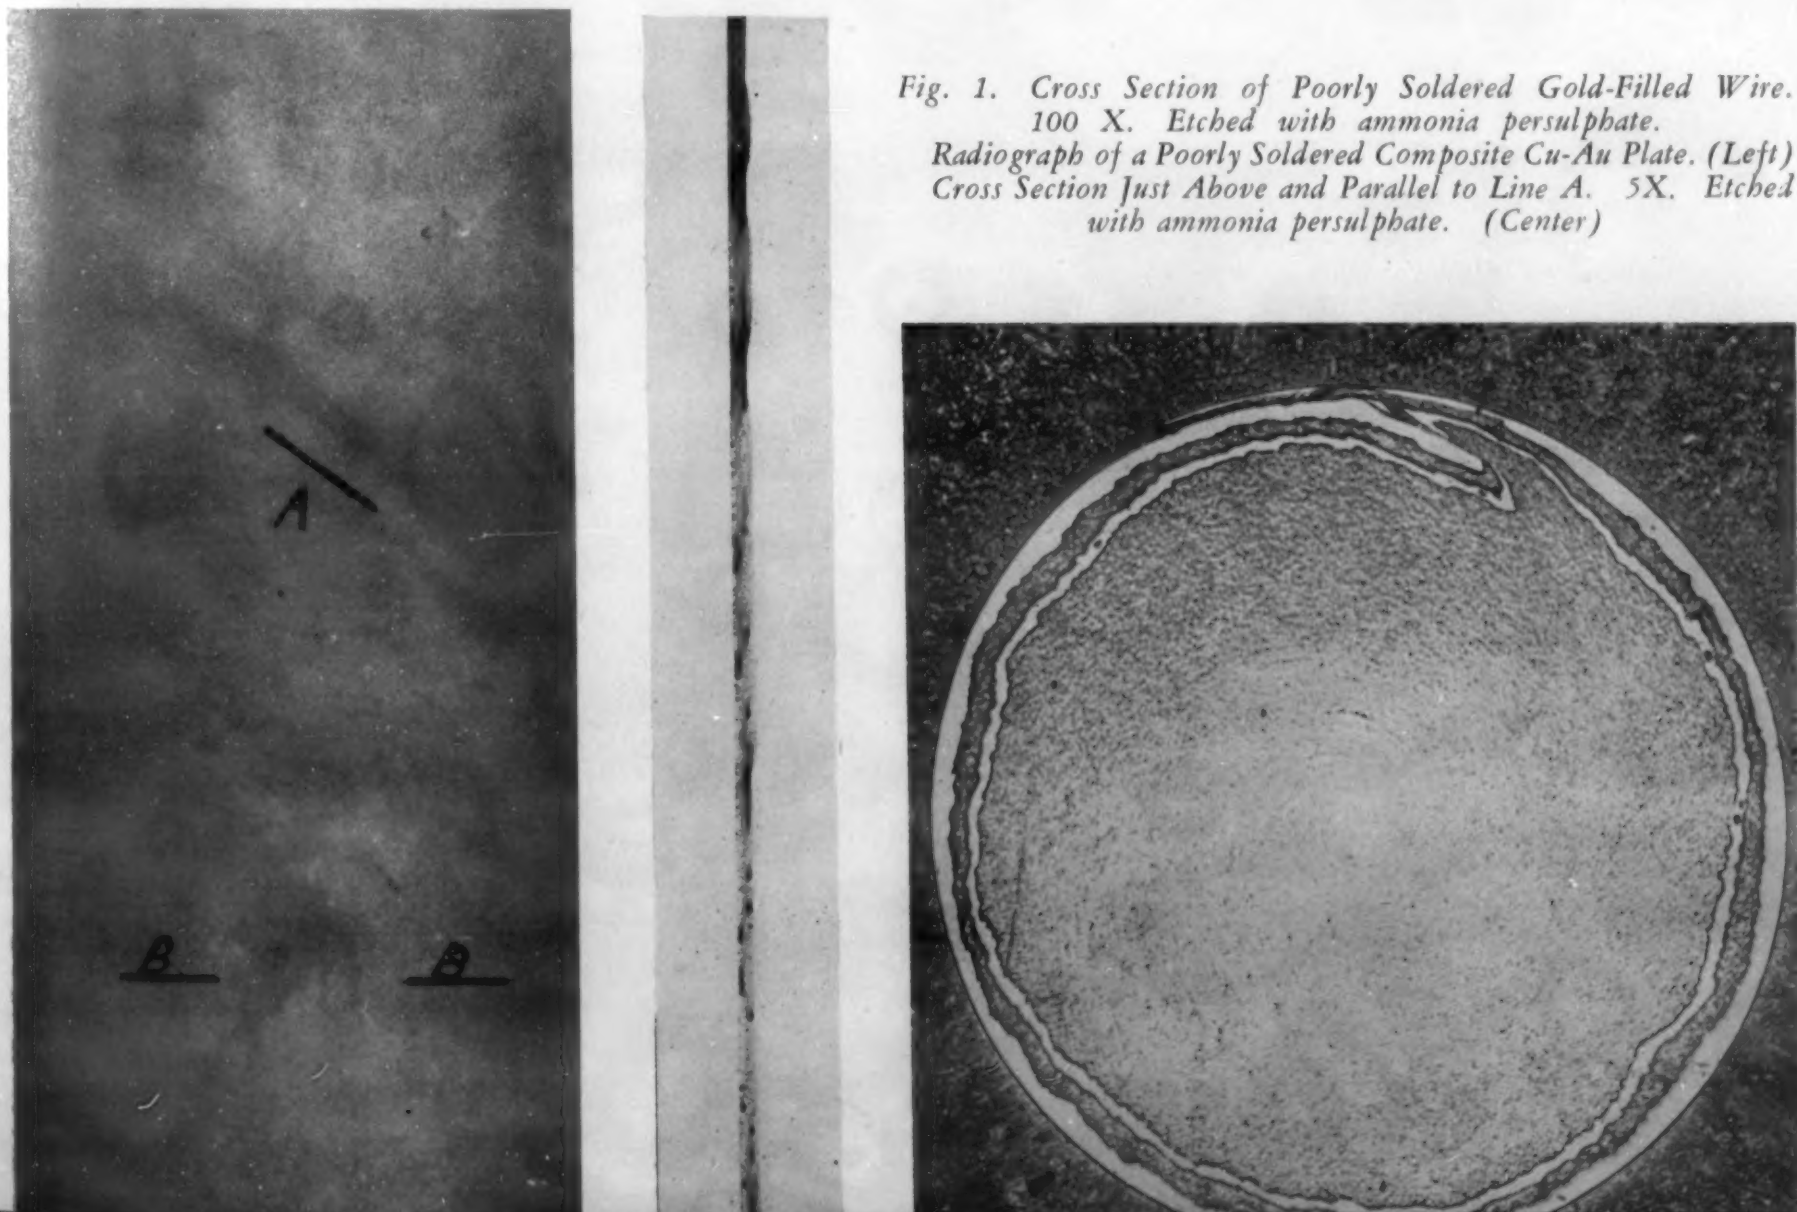 Fig. 1. Cross Section of Poorly Soldered Gold-Filled Wire.
100 X. Etched with ammonia persulphate.
Radiograph of a Poorly Soldered Composite Cu-Au Plate. (Left)
Cross Section Just Above and Parallel to Line A. 5X. Etched
with ammonia persulphate. (Center)
A
B B